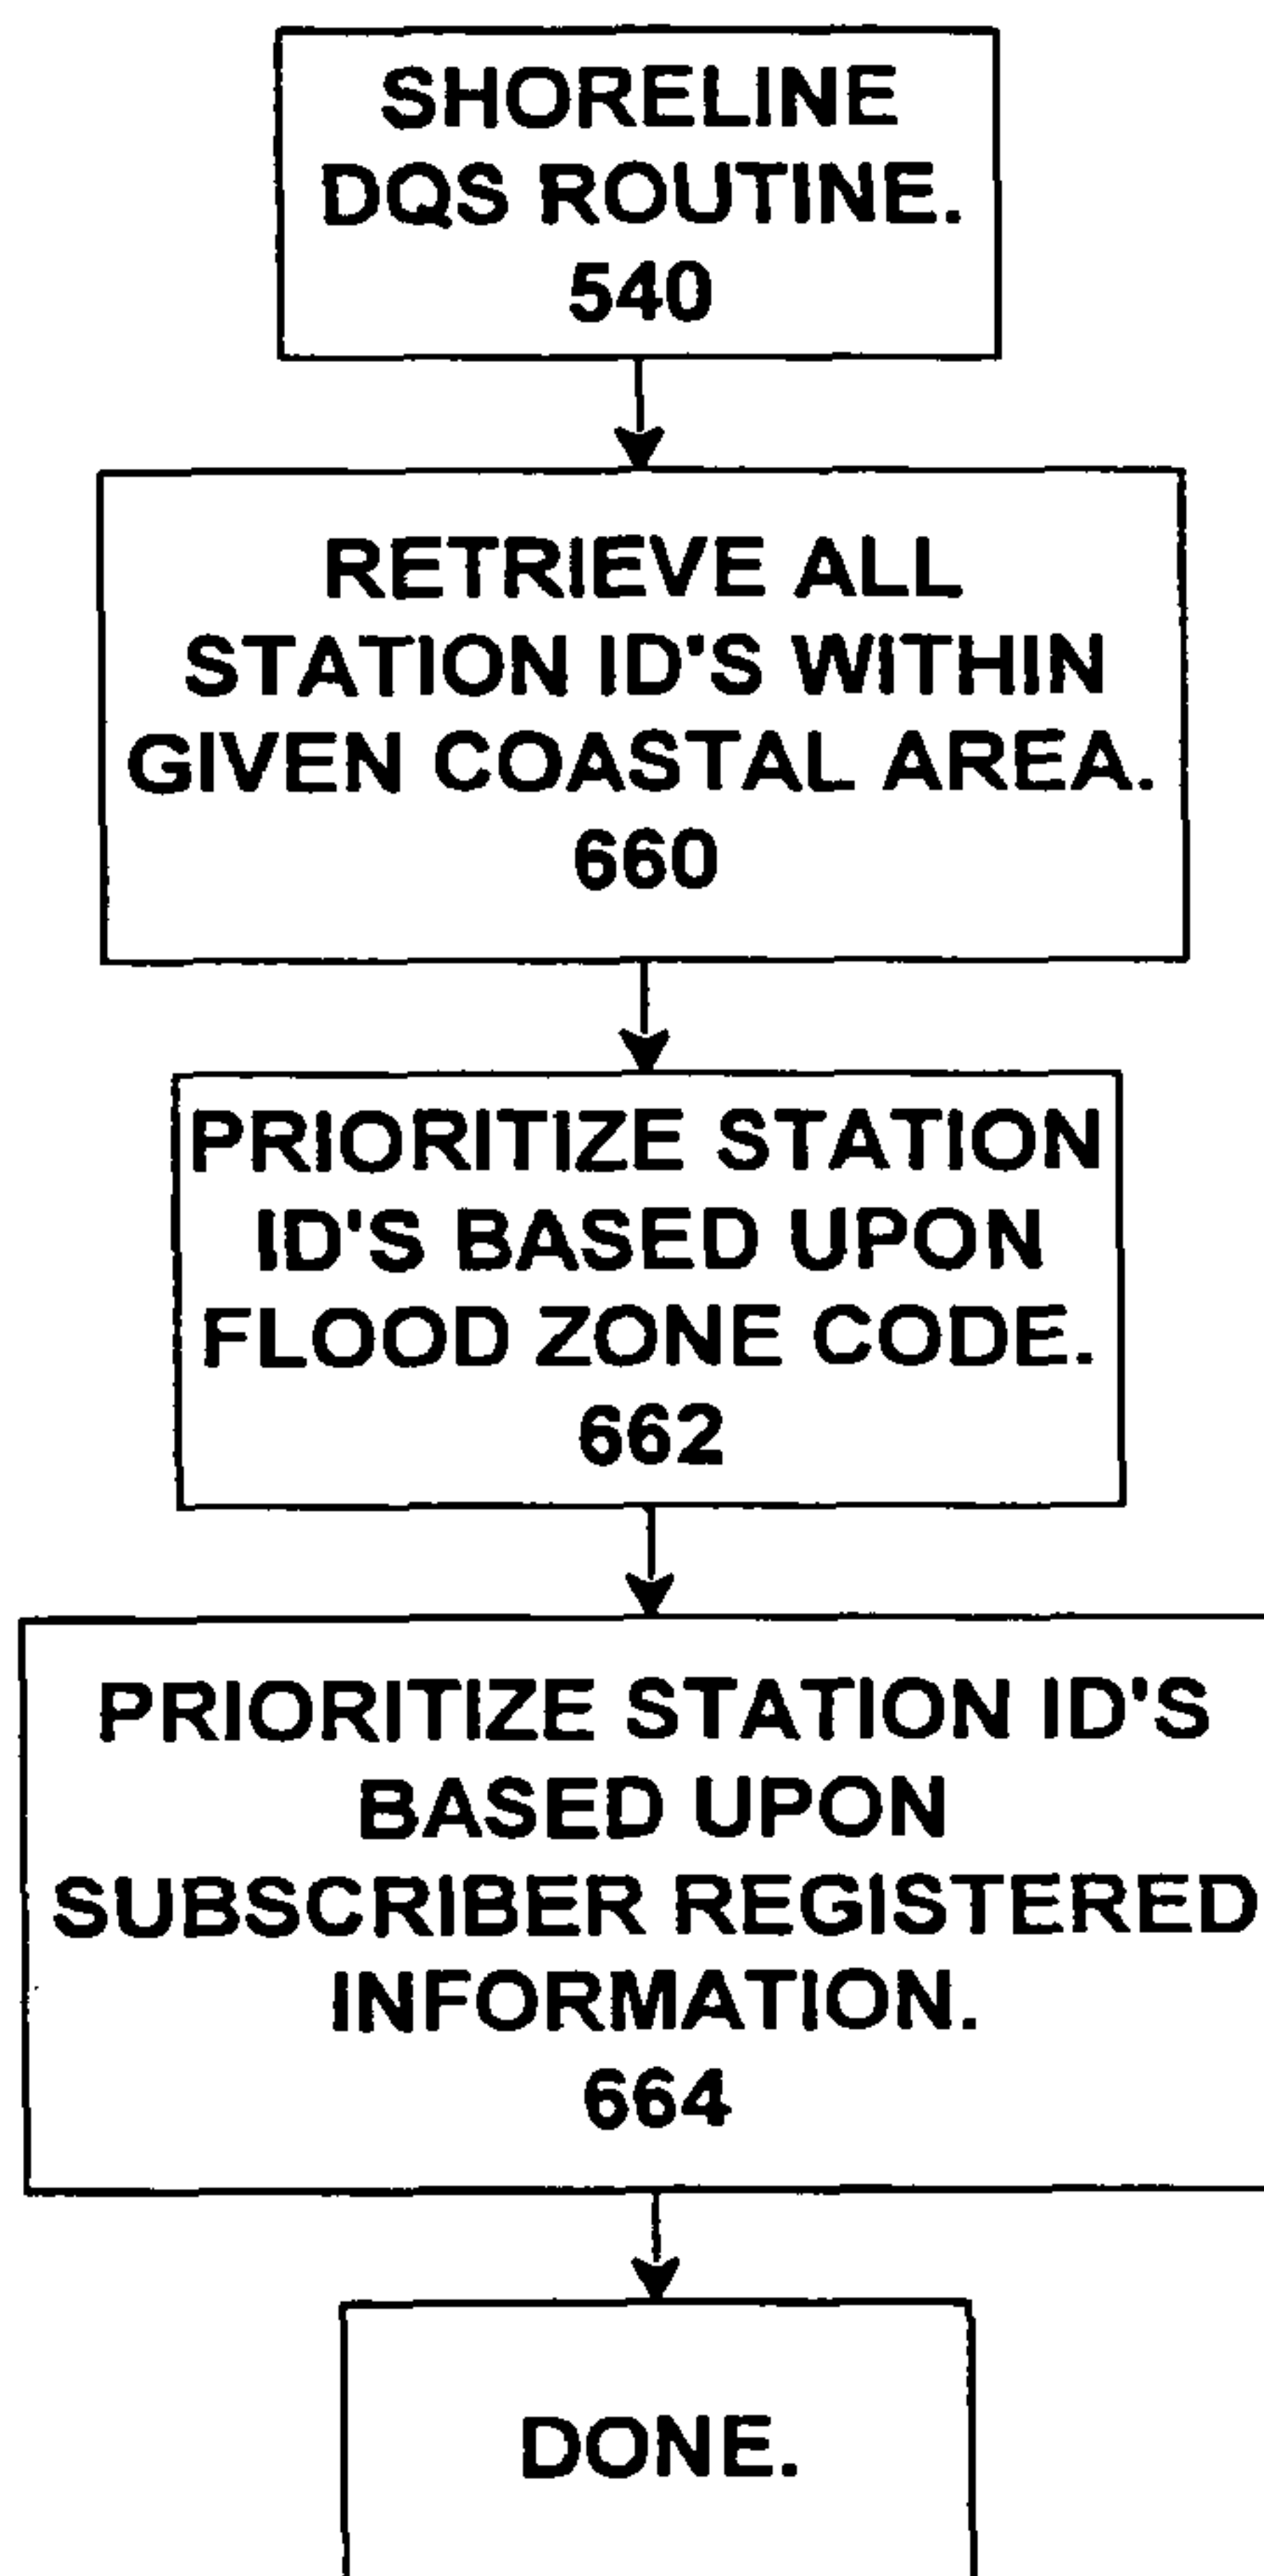 SHORELINE
DQS ROUTINE.
540
RETRIEVE ALL
STATION ID'S WITHIN
GIVEN COASTAL AREA.
660
PRIORITIZE STATION
ID'S BASED UPON
FLOOD ZONE CODE.
662
PRIORITIZE STATION ID'S
BASED UPON
SUBSCRIBER REGISTERED
INFORMATION.
664
DONE.